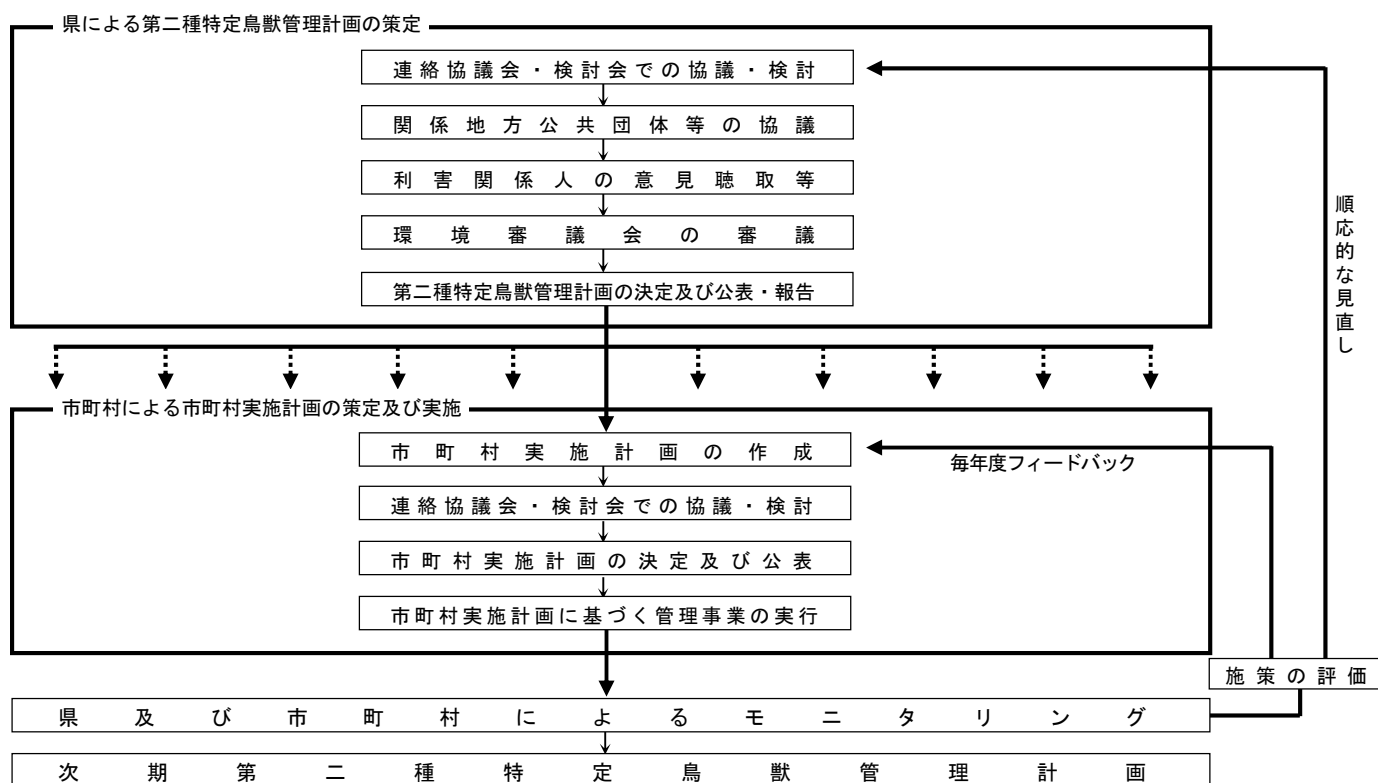 県による第二種特定鳥獣管理計画の策定
連絡協議会・検討会での協議・検討
関係地方公共団体等の協議
利害関係人の意見聴取等
環境審議会の審議
第二種特定鳥獣管理計画の決定及び公表・報告
順応的な見直し
市町村による市町村実施計画の策定及び実施
市町村実施計画の作成
毎年度フィードバック
連絡協議会・検討会での協議・検討
市町村実施計画の決定及び公表
市町村実施計画に基づく管理事業の実行
施策の評価
県及び市町村によるモニタリング
次期第二種特定鳥獣管理計画